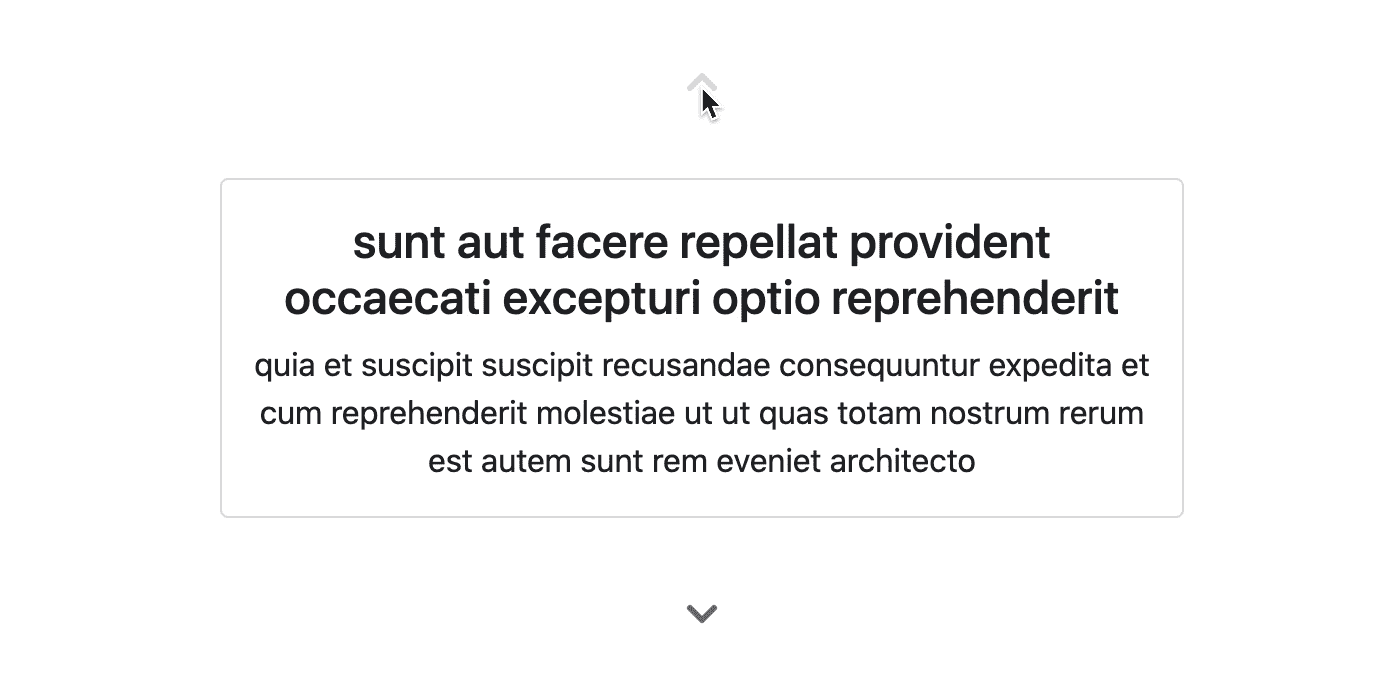 sunt aut facere repellat provident
occaecati excepturi optio reprehenderit
quia et suscipit suscipit recusandae consequuntur expedita et
cum reprehenderit molestiae ut ut quas totam nostrum rerum
est autem sunt rem eveniet architecto